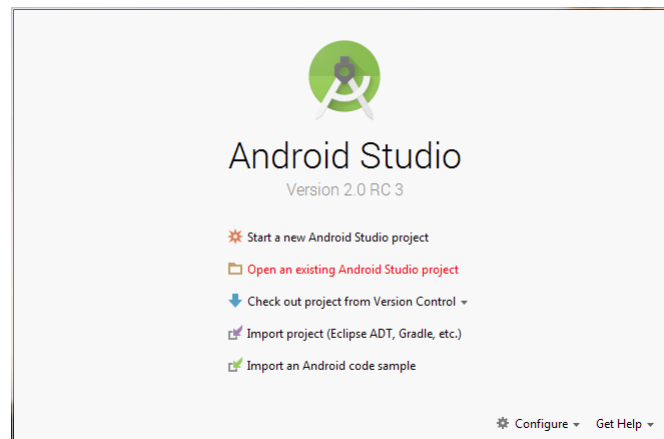 Android Studio
Version 2.0 RC 3
Start a new Android Studio project
Open an existing Android Studio project
Check out project from Version Control
Import project (Eclipse ADT, Gradle, etc.)
Import an Android code sample
Configure Get Help